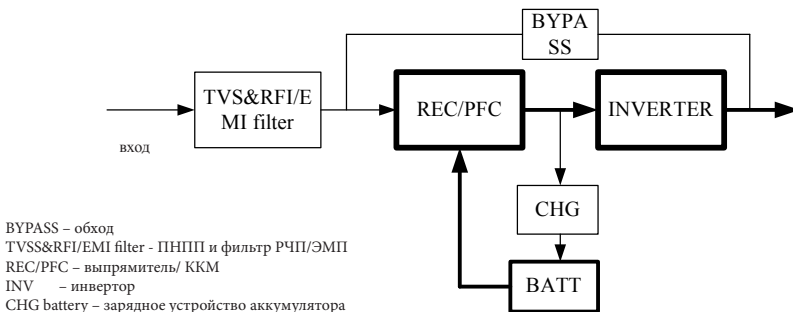 BYPA
SS
TVS&RFI/E
MI filter
REC/PFC
INVERTER
вход
CHG
BATT
BYPASS – обход
TVSS&RFI/EMI filter - ПНПП и фильтр РЧП/ЭМП
REC/PFC – выпрямитель/ ККМ
INV – инвертор
CHG battery – зарядное устройство аккумулятора